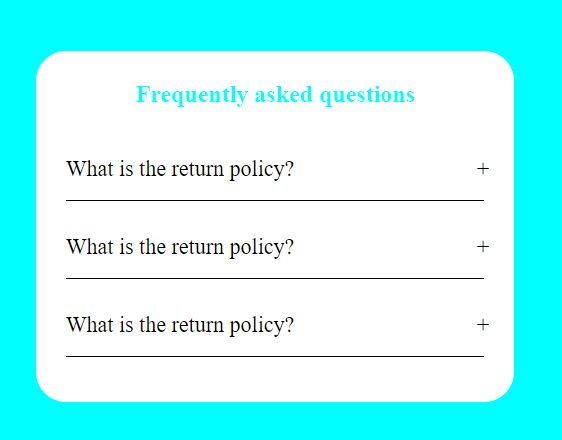 Frequently asked questions
What is the return policy? +
What is the return policy? +
What is the return policy? +